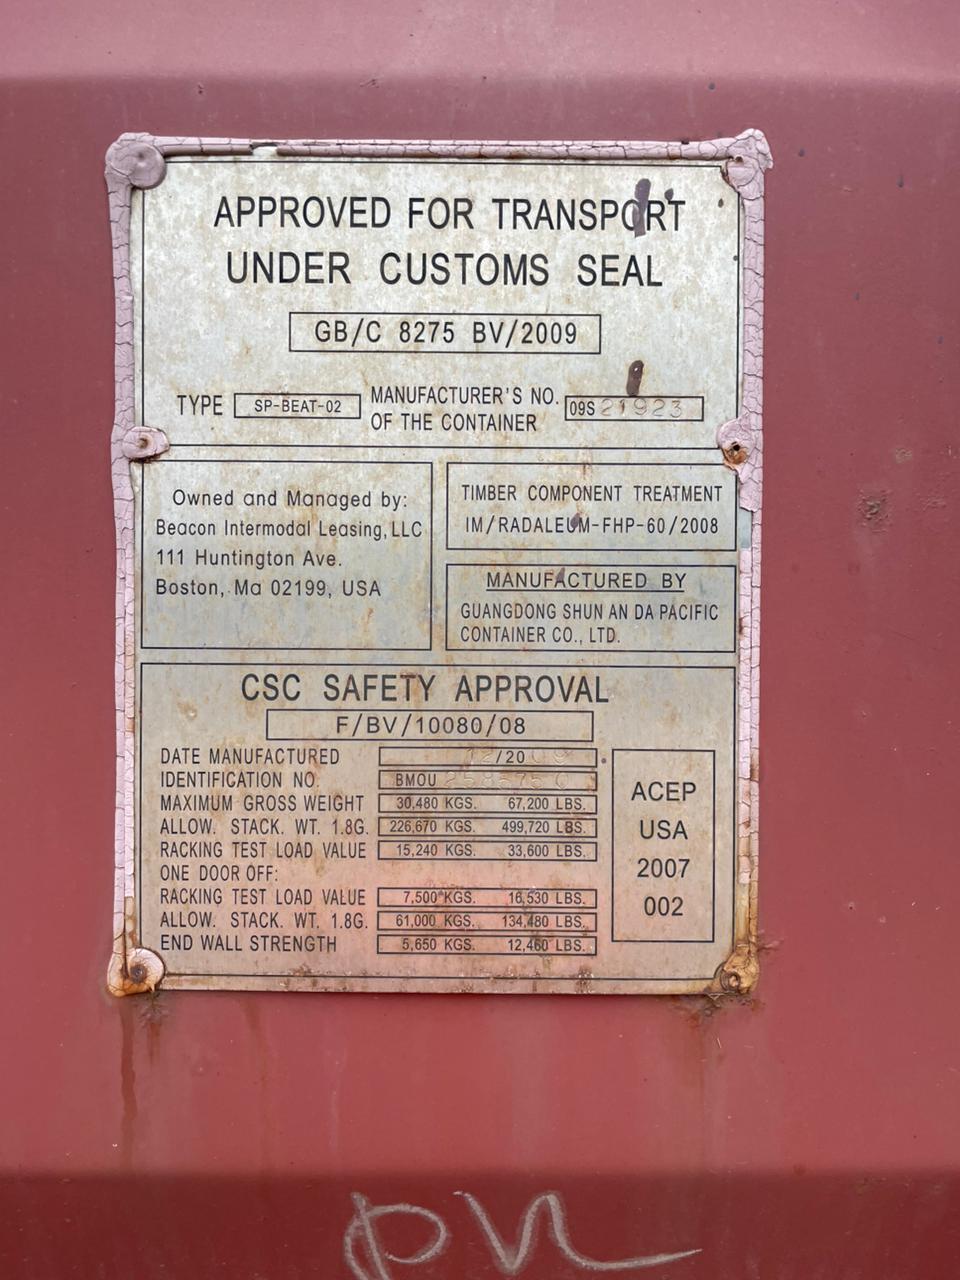 APPROVED FOR TRANSPORT
UNDER CUSTOMS SEAL
GB/C 8275 BV/2009
TYPE SP-BEAT-02
MANUFACTURER'S NO.
OF THE CONTAINER
09S 21923
Owned and Managed by:
Beacon Intermodal Leasing, LLC
111 Huntington Ave.
Boston, Ma 02199, USA
TIMBER COMPONENT TREATMENT
IM/RADALEUM-FHP-60/2008
MANUFACTURED BY
GUANGDONG SHUN AN DA PACIFIC
CONTAINER CO., LTD.
CSC SAFETY APPROVAL
F/BV/10080/08
DATE MANUFACTURED 12/2009
IDENTIFICATION NO. BMOU
MAXIMUM GROSS WEIGHT 30,480 KGS. 67,200 LBS.
ALLOW. STACK. WT. 1.8G. 226,670 KGS. 499,720 LBS.
RACKING TEST LOAD VALUE 15,240 KGS. 33,600 LBS.
ONE DOOR OFF:
RACKING TEST LOAD VALUE 7,500 KGS. 16,530 LBS.
ALLOW. STACK. WT. 1.8G. 61,000 KGS. 134,480 LBS.
END WALL STRENGTH 5,650 KGS. 12,460 LBS.
ACEP
USA
2007
002